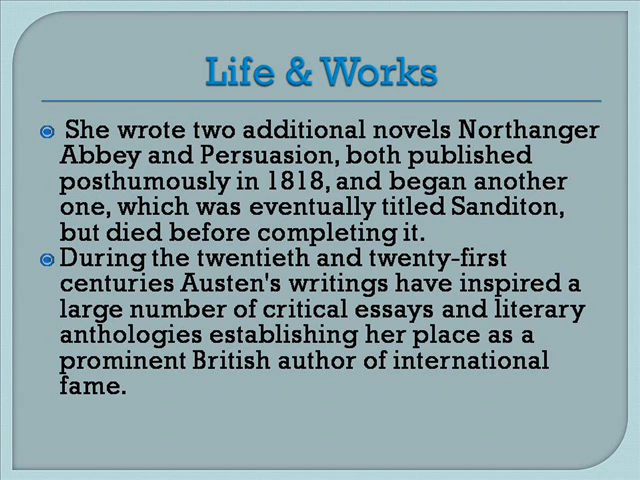 Life & Works
She wrote two additional novels Northanger
Abbey and Persuasion, both published
posthumously in 1818, and began another
one, which was eventually titled Sanditon,
but died before completing it.
During the twentieth and twenty-first
centuries Austen's writings have inspired a
large number of critical essays and literary
anthologies establishing her place as a
prominent British author of international
fame.